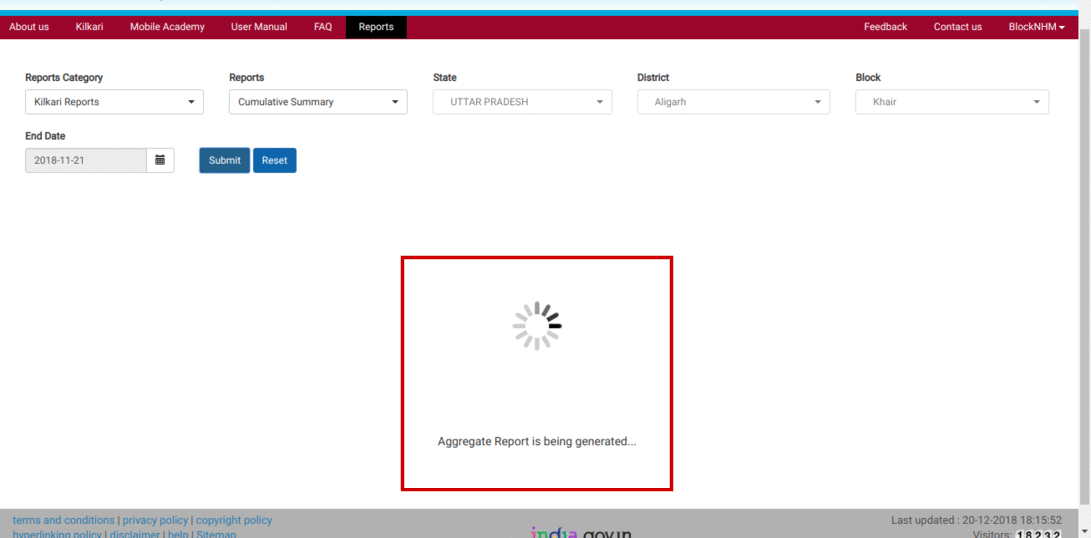 About us Kilkari Mobile Academy User Manual FAQ Reports Feedback Contact us BlockNHM
Reports Category Reports State District Block
Kilkari Reports Cumulative Summary UTTAR PRADESH Aligarh Khair
End Date
2018-11-21 Submit Reset
Aggregate Report is being generated...
terms and conditions | privacy policy | copyright policy Last updated : 20-12-2018 18:15:52
hyperlinking policy | disclaimer | help | Sitemap india.gov.in Visitors: 18232